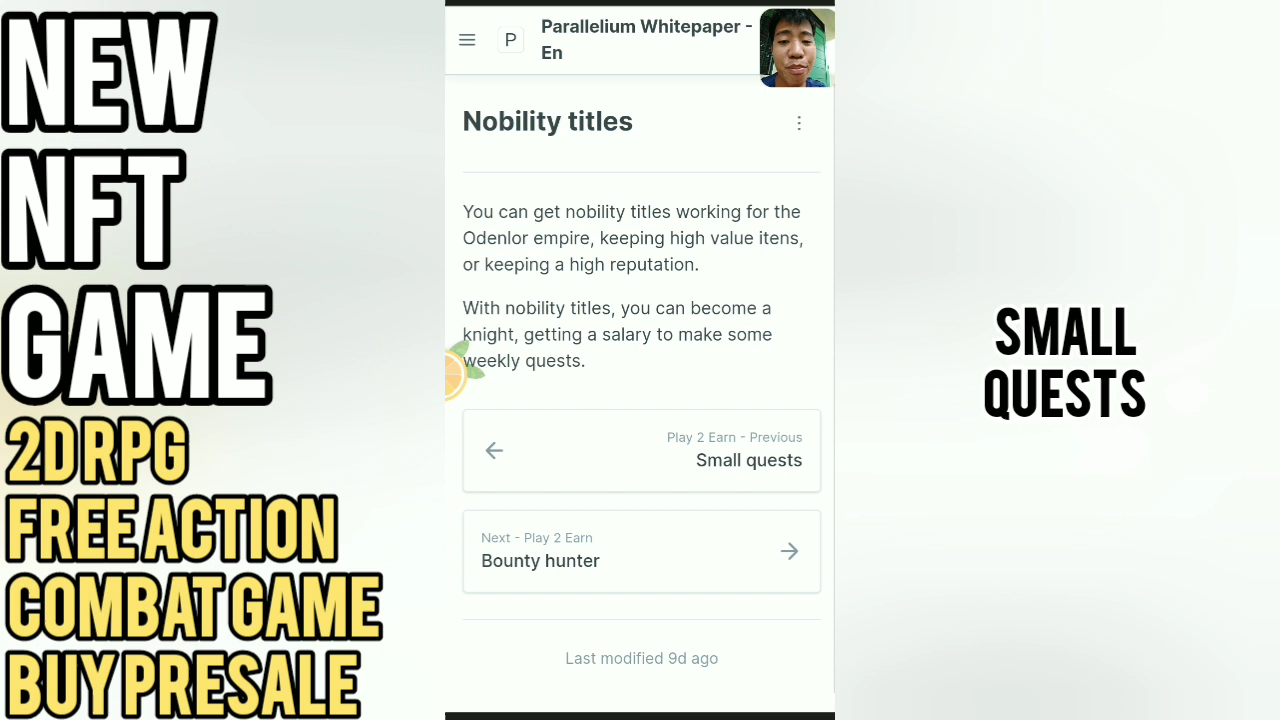 NEW
NFT
GAME
2D RPG
FREE ACTION
COMBAT GAME
BUY PRESALE
P
Parallelium Whitepaper -
En
Nobility titles
You can get nobility titles working for the
Odenlor empire, keeping high value itens,
or keeping a high reputation.
With nobility titles, you can become a
knight, getting a salary to make some
weekly quests.
Play 2 Earn - Previous
Small quests
Next - Play 2 Earn
Bounty hunter
Last modified 9d ago
SMALL
QUESTS